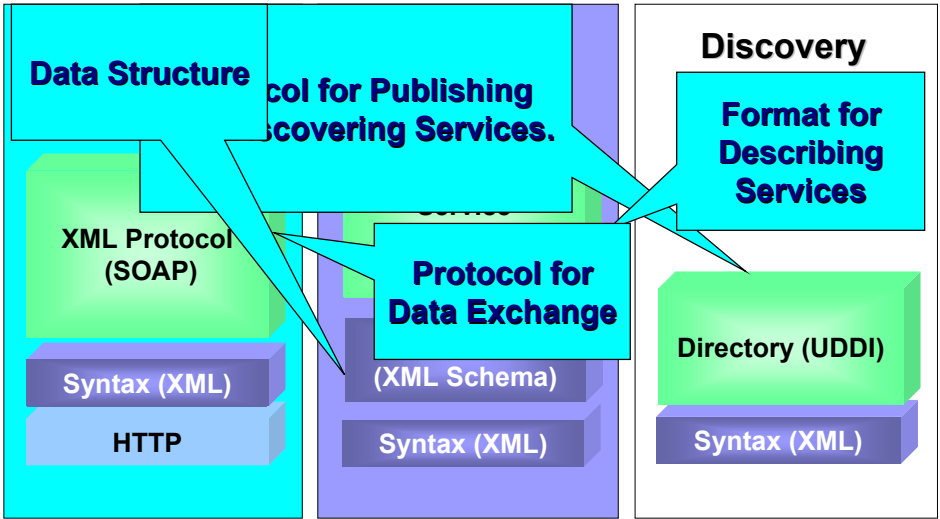 Data Structure
col for Publishing
scovering Services.
Discovery
Format for
Describing
Services
XML Protocol
(SOAP)
Service
Protocol for
Data Exchange
Directory (UDDI)
Syntax (XML)
(XML Schema)
HTTP
Syntax (XML)
Syntax (XML)